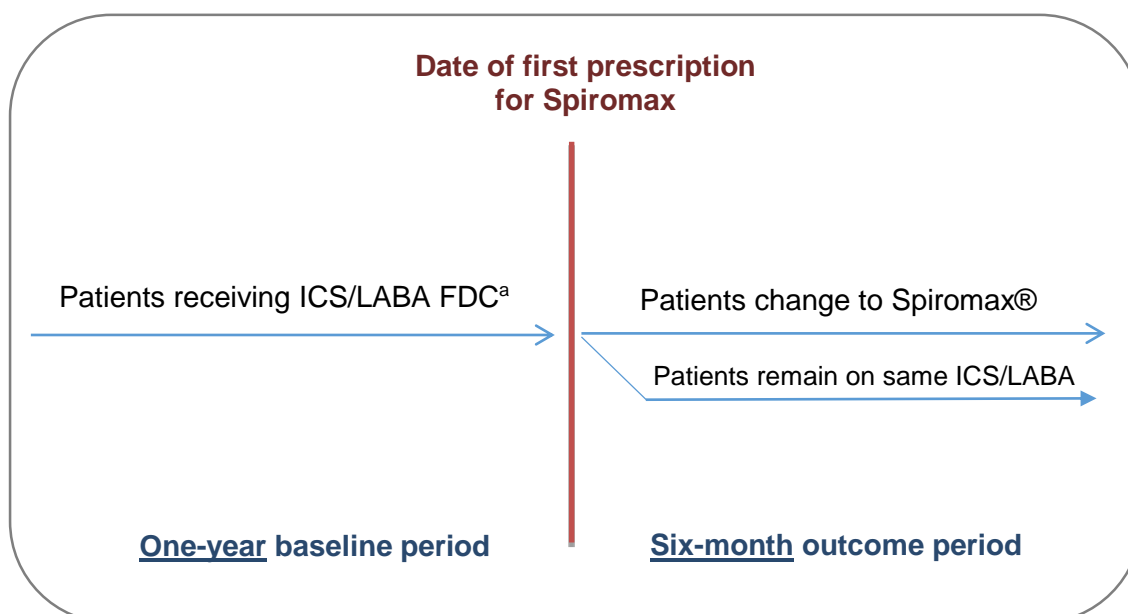 Date of first prescription
for Spiromax
Patients receiving ICS/LABA FDCᵃ
Patients change to Spiromax®
Patients remain on same ICS/LABA
One-year baseline period
Six-month outcome period